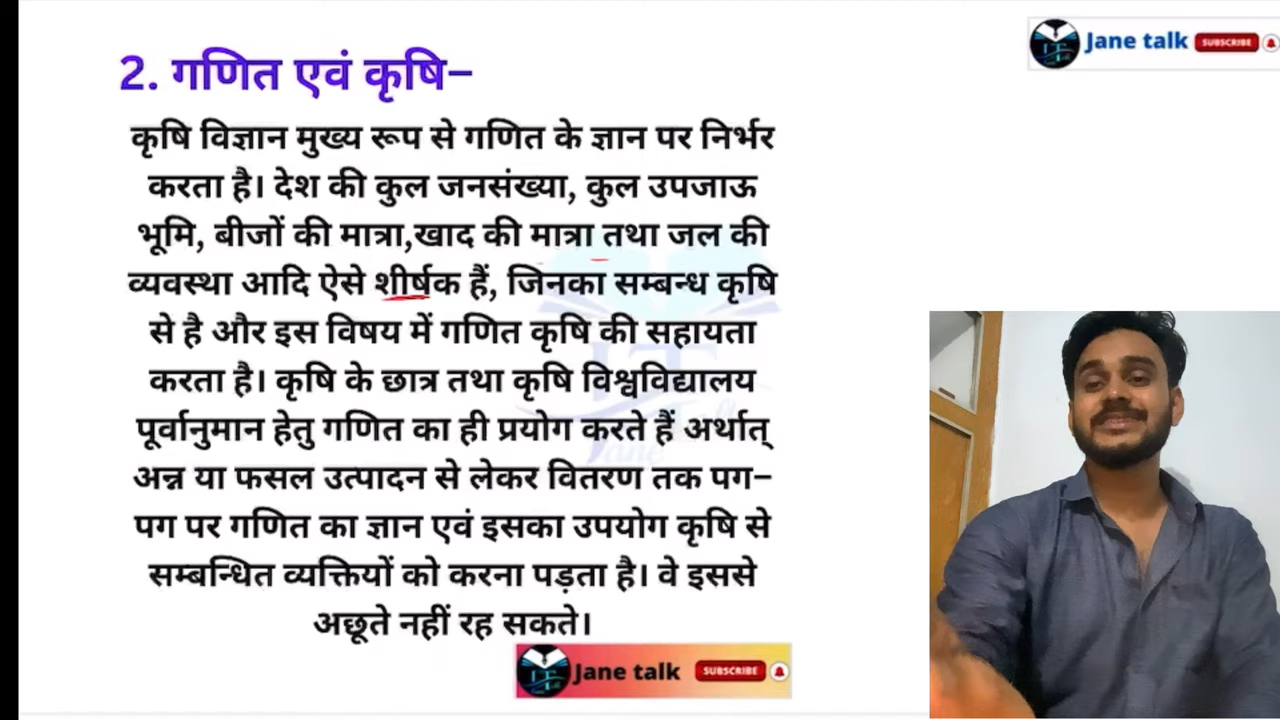 2. गणित एवं कृषि–
Jane talk SUBSCRIBE
कृषि विज्ञान मुख्य रूप से गणित के ज्ञान पर निर्भर
करता है। देश की कुल जनसंख्या, कुल उपजाऊ
भूमि, बीजों की मात्रा,खाद की मात्रा तथा जल की
व्यवस्था आदि ऐसे शीर्षक हैं, जिनका सम्बन्ध कृषि
से है और इस विषय में गणित कृषि की सहायता
करता है। कृषि के छात्र तथा कृषि विश्वविद्यालय
पूर्वानुमान हेतु गणित का ही प्रयोग करते हैं अर्थात्
अन्न या फसल उत्पादन से लेकर वितरण तक पग–
पग पर गणित का ज्ञान एवं इसका उपयोग कृषि से
सम्बन्धित व्यक्तियों को करना पड़ता है। वे इससे
अछूते नहीं रह सकते।
Jane talk SUBSCRIBE